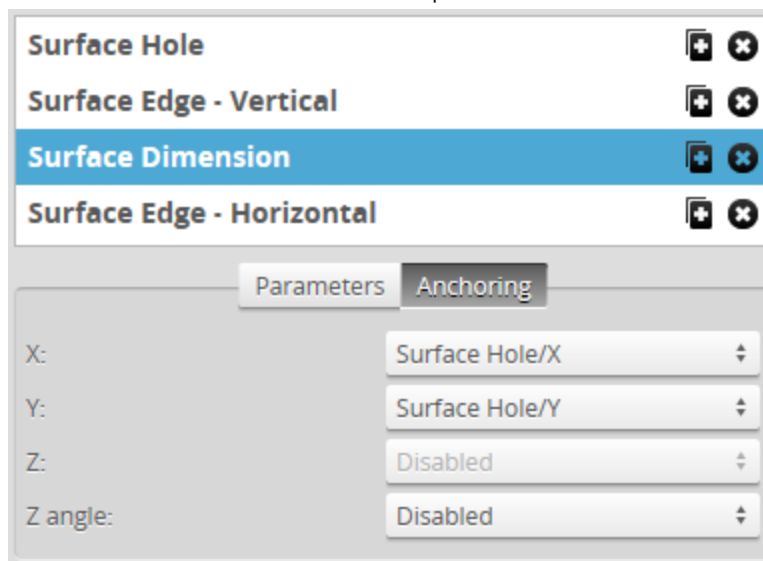 Surface Hole
Surface Edge - Vertical
Surface Dimension
Surface Edge - Horizontal
Parameters Anchoring
X: Surface Hole/X
Y: Surface Hole/Y
Z: Disabled
Z angle: Disabled